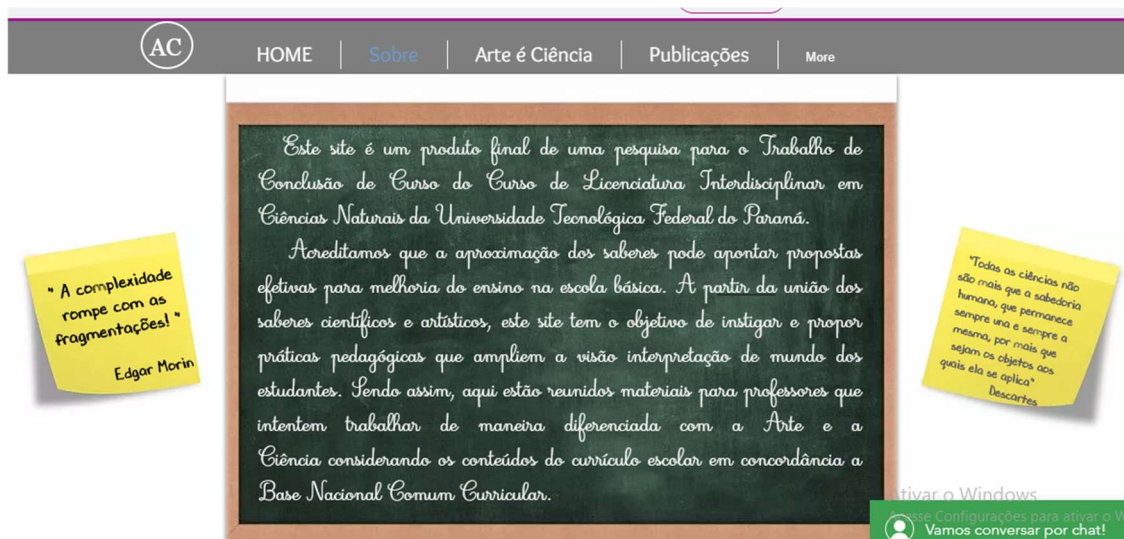 AC
HOME
Sobre
Arte é Ciência
Publicações
More
Este site é um produto final de uma pesquisa para o Trabalho de
Conclusão de Curso do Curso de Licenciatura Interdisciplinar em
Ciências Naturais da Universidade Tecnológica Federal do Paraná.
Acreditamos que a aproximação dos saberes pode apontar propostas
efetivas para melhoria do ensino na escola básica. A partir da união dos
saberes científicos e artísticos, este site tem o objetivo de instigar e propor
práticas pedagógicas que ampliem a visão interpretação de mundo dos
estudantes. Sendo assim, aqui estão reunidos materiais para professores que
intentem trabalhar de maneira diferenciada com a Arte e a
Ciência considerando os conteúdos do currículo escolar em concordância a
Base Nacional Comum Curricular.
" A complexidade
rompe com as
fragmentações! "
Edgar Morin
"Todas as ciências não
são mais que a sabedoria
humana, que permanece
sempre una e sempre a
mesma, por mais que
sejam os objetos aos
quais ela se aplica"
Descartes
Ativar o Windows
Acesse Configurações para ativar o W
Vamos conversar por chat!